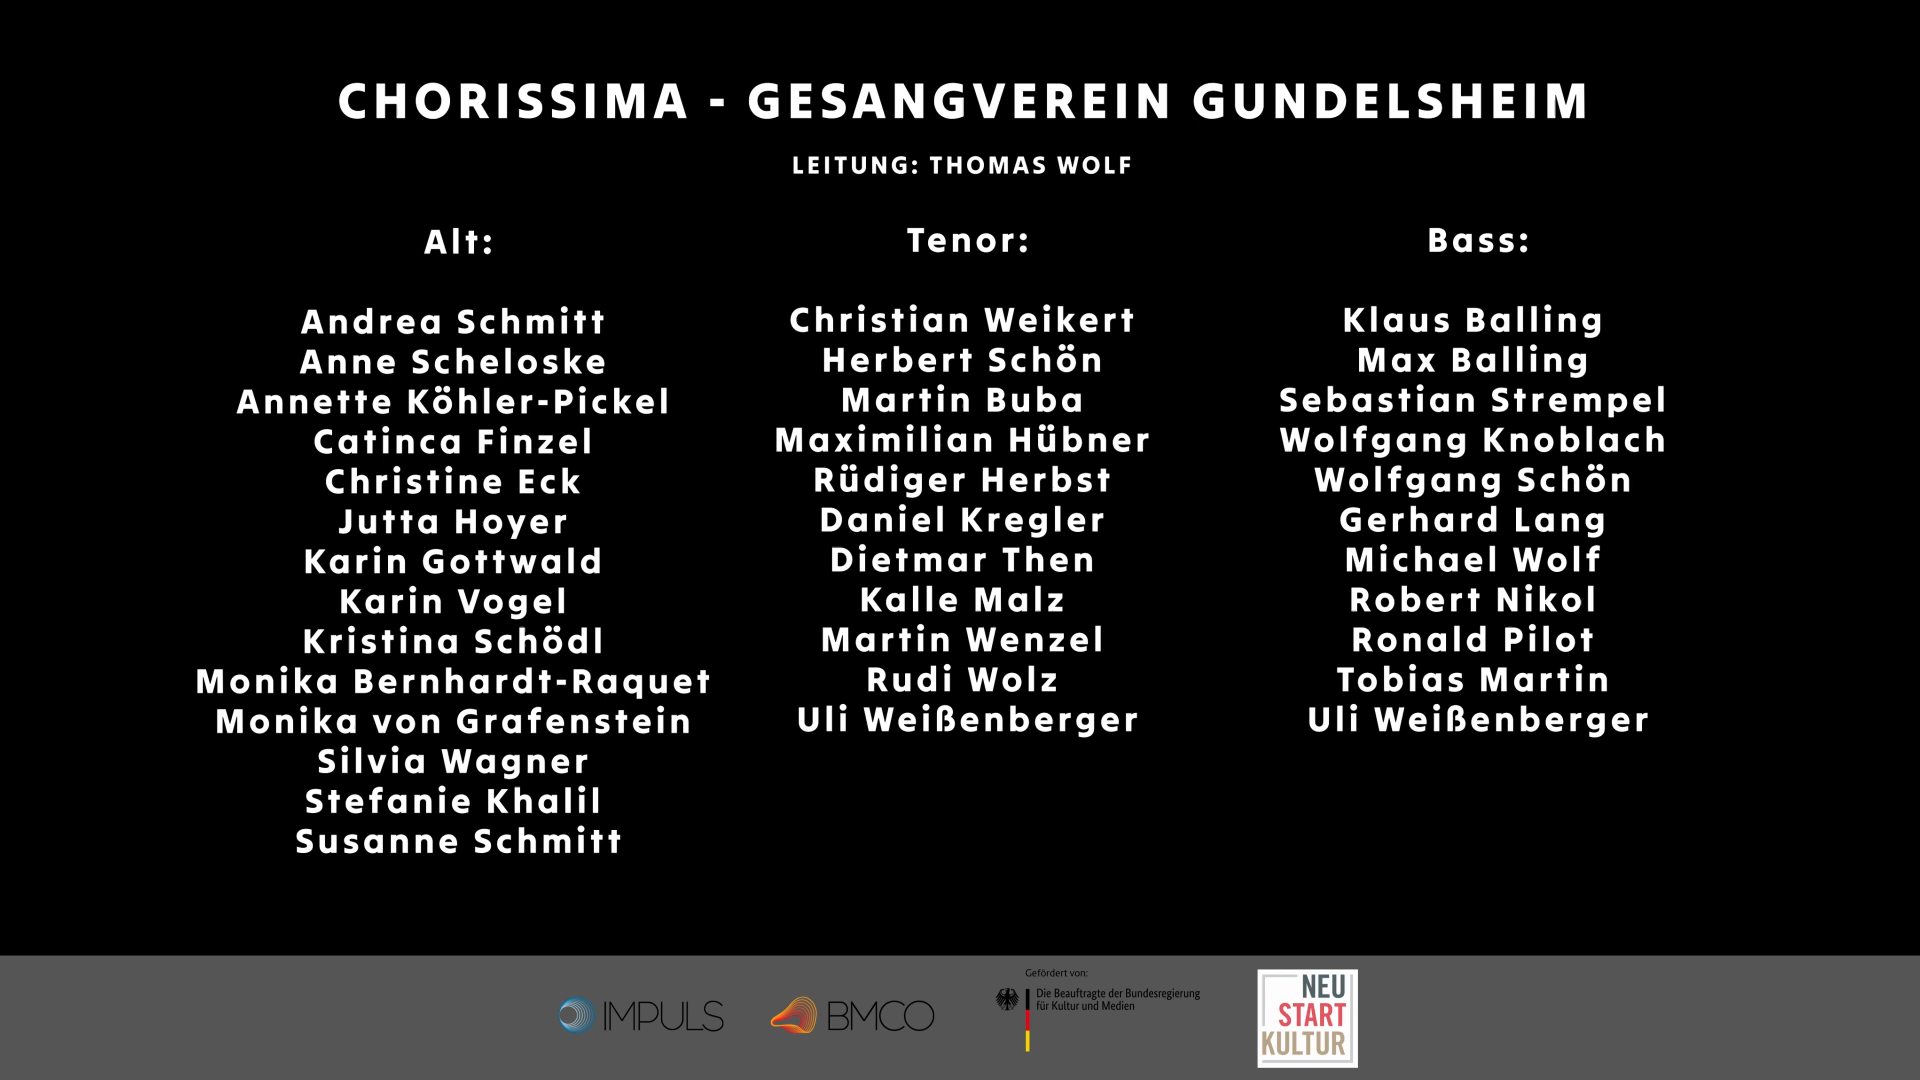 CHORISSIMA - GESANGVEREIN GUNDELSHEIM
LEITUNG: THOMAS WOLF
Alt:
Andrea Schmitt
Anne Scheloske
Annette Köhler-Pickel
Catinca Finzel
Christine Eck
Jutta Hoyer
Karin Gottwald
Karin Vogel
Kristina Schödl
Monika Bernhardt-Raquet
Monika von Grafenstein
Silvia Wagner
Stefanie Khalil
Susanne Schmitt
Tenor:
Christian Weikert
Herbert Schön
Martin Buba
Maximilian Hübner
Rüdiger Herbst
Daniel Kregler
Dietmar Then
Kalle Malz
Martin Wenzel
Rudi Wolz
Uli Weißenberger
Bass:
Klaus Balling
Max Balling
Sebastian Strempel
Wolfgang Knoblach
Wolfgang Schön
Gerhard Lang
Michael Wolf
Robert Nikol
Ronald Pilot
Tobias Martin
Uli Weißenberger
IMPULS
BMCO
Gefördert von:
Die Beauftragte der Bundesregierung
für Kultur und Medien
NEU
START
KULTUR